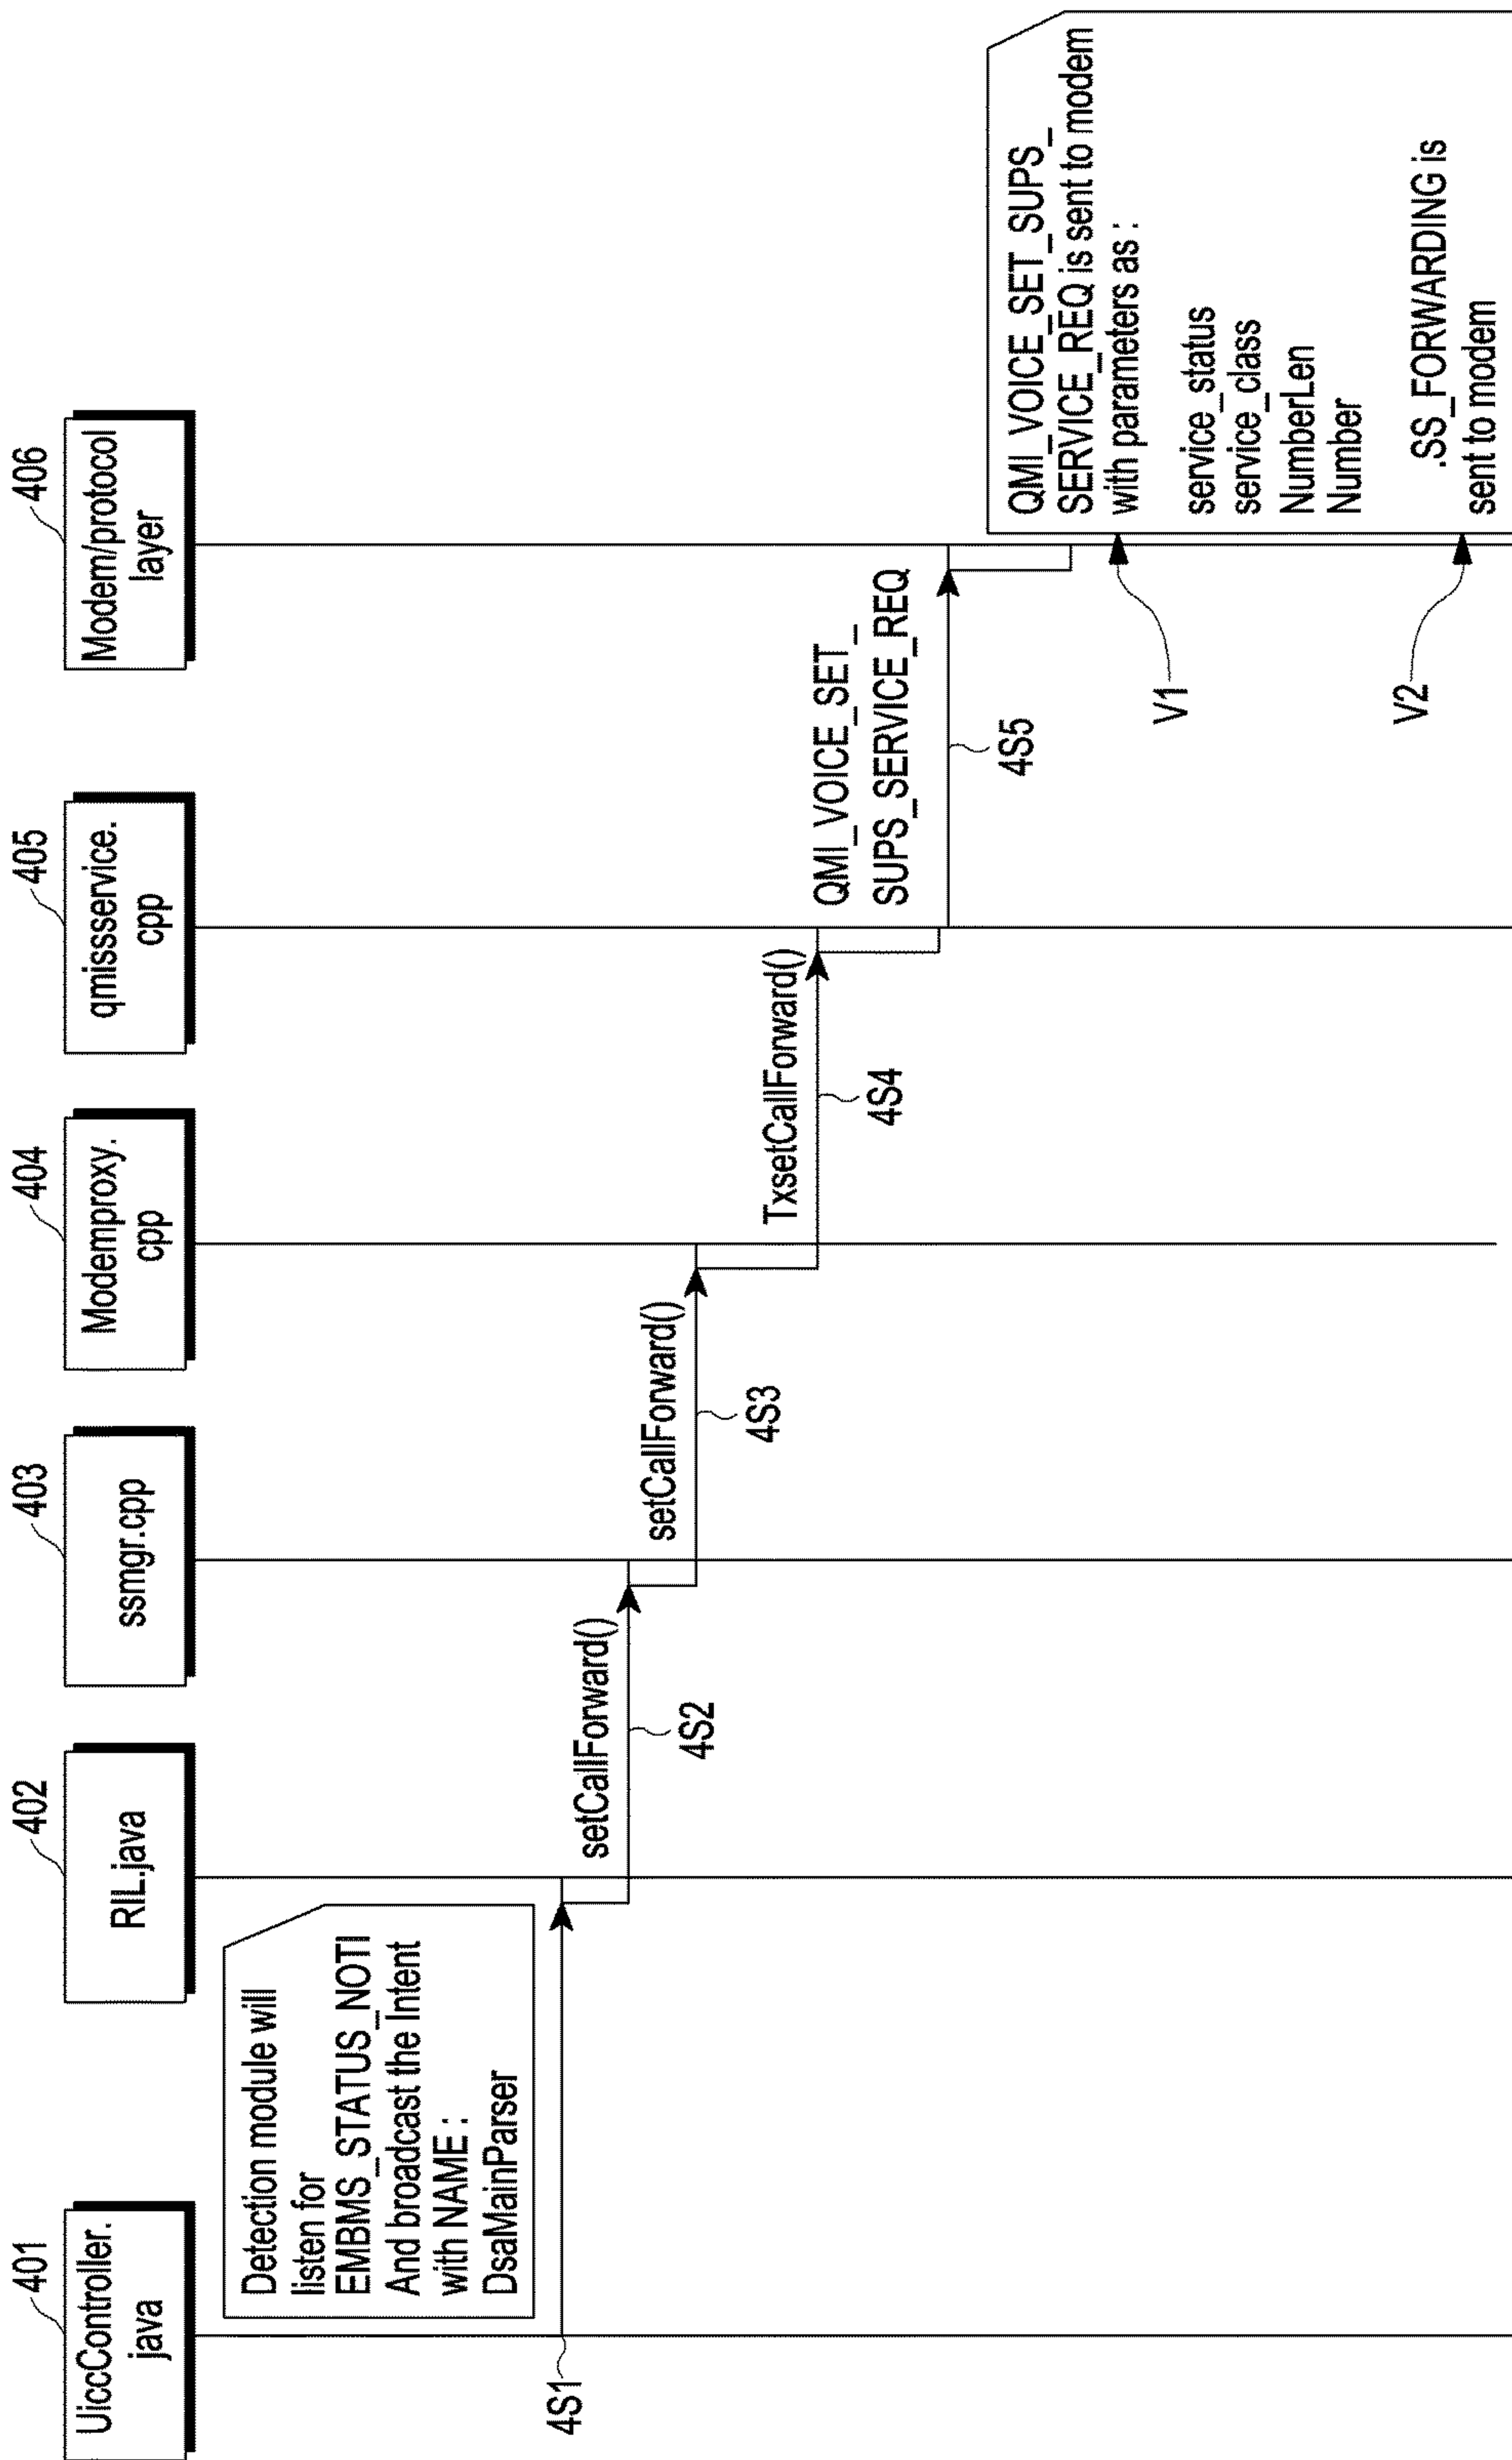 401
UiccController.
java
402
RIL.java
403
ssmgr.cpp
404
Modemproxy.
cpp
405
qmissservice.
cpp
406
Modem/protocol
layer
Detection module will
listen for
EMBMS_STATUS_NOTI
And broadcast the Intent
with NAME :
DsaMainParser
4S1
setCallForward()
4S2
setCallForward()
4S3
TxsetCallForward()
4S4
QMI_VOICE_SET_
SUPS_SERVICE_REQ
4S5
QMI_VOICE_SET_SUPS_
SERVICE_REQ is sent to modem
with parameters as :
V1
service_status
service_class
NumberLen
Number
V2
.SS_FORWARDING is
sent to modem